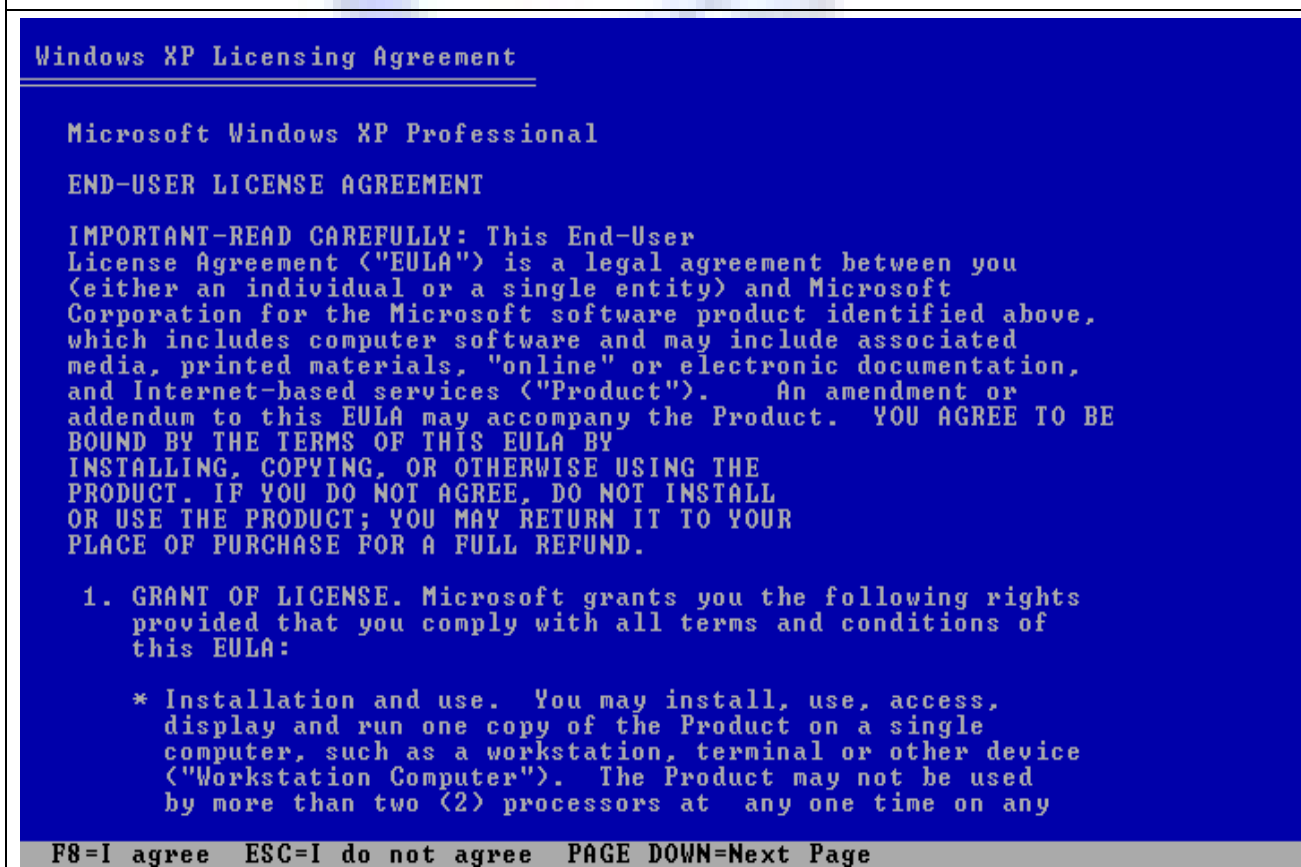 Windows XP Licensing Agreement
Microsoft Windows XP Professional
END-USER LICENSE AGREEMENT
IMPORTANT-READ CAREFULLY: This End-User
License Agreement ("EULA") is a legal agreement between you
(either an individual or a single entity) and Microsoft
Corporation for the Microsoft software product identified above,
which includes computer software and may include associated
media, printed materials, "online" or electronic documentation,
and Internet-based services ("Product").    An amendment or
addendum to this EULA may accompany the Product.  YOU AGREE TO BE
BOUND BY THE TERMS OF THIS EULA BY
INSTALLING, COPYING, OR OTHERWISE USING THE
PRODUCT. IF YOU DO NOT AGREE, DO NOT INSTALL
OR USE THE PRODUCT; YOU MAY RETURN IT TO YOUR
PLACE OF PURCHASE FOR A FULL REFUND.
1. GRANT OF LICENSE. Microsoft grants you the following rights
provided that you comply with all terms and conditions of
this EULA:
* Installation and use.  You may install, use, access,
display and run one copy of the Product on a single
computer, such as a workstation, terminal or other device
("Workstation Computer").  The Product may not be used
by more than two (2) processors at  any one time on any
F8=I agree  ESC=I do not agree  PAGE DOWN=Next Page